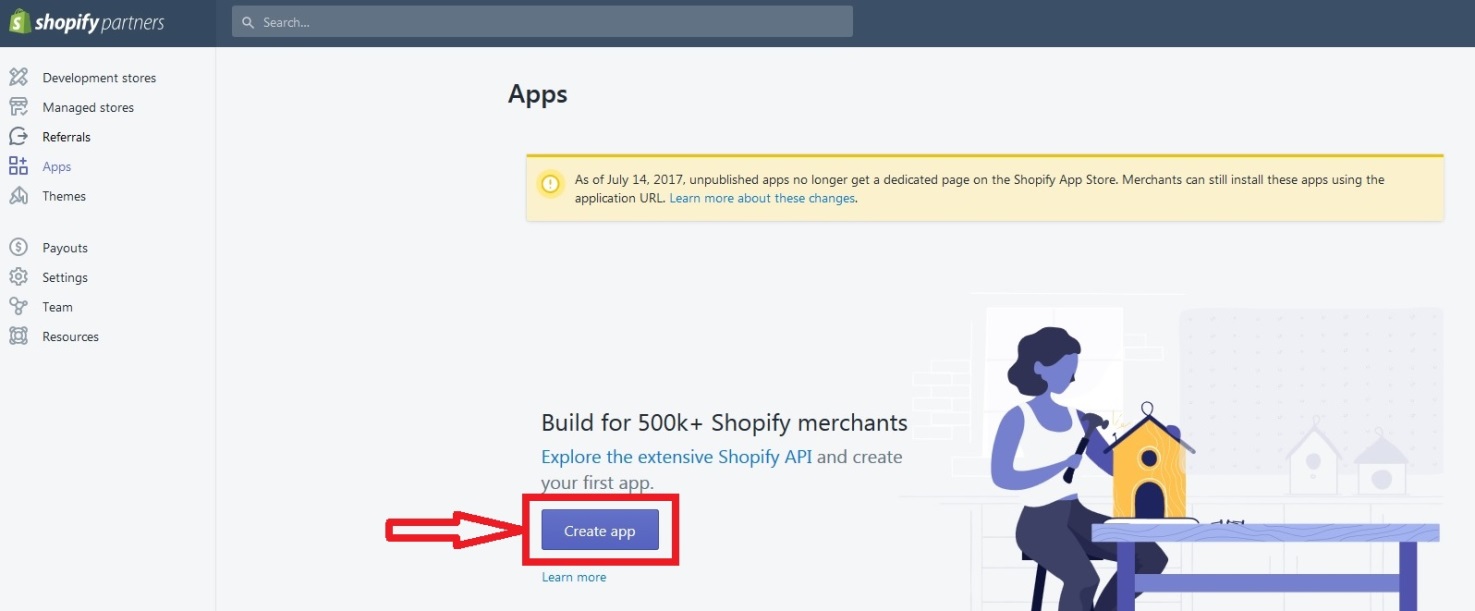 shopify partners
Search...
Development stores
Managed stores
Referrals
Apps
Themes
Payouts
Settings
Team
Resources
Apps
As of July 14, 2017, unpublished apps no longer get a dedicated page on the Shopify App Store. Merchants can still install these apps using the
application URL. Learn more about these changes.
Build for 500k+ Shopify merchants
Explore the extensive Shopify API and create
your first app.
Create app
Learn more